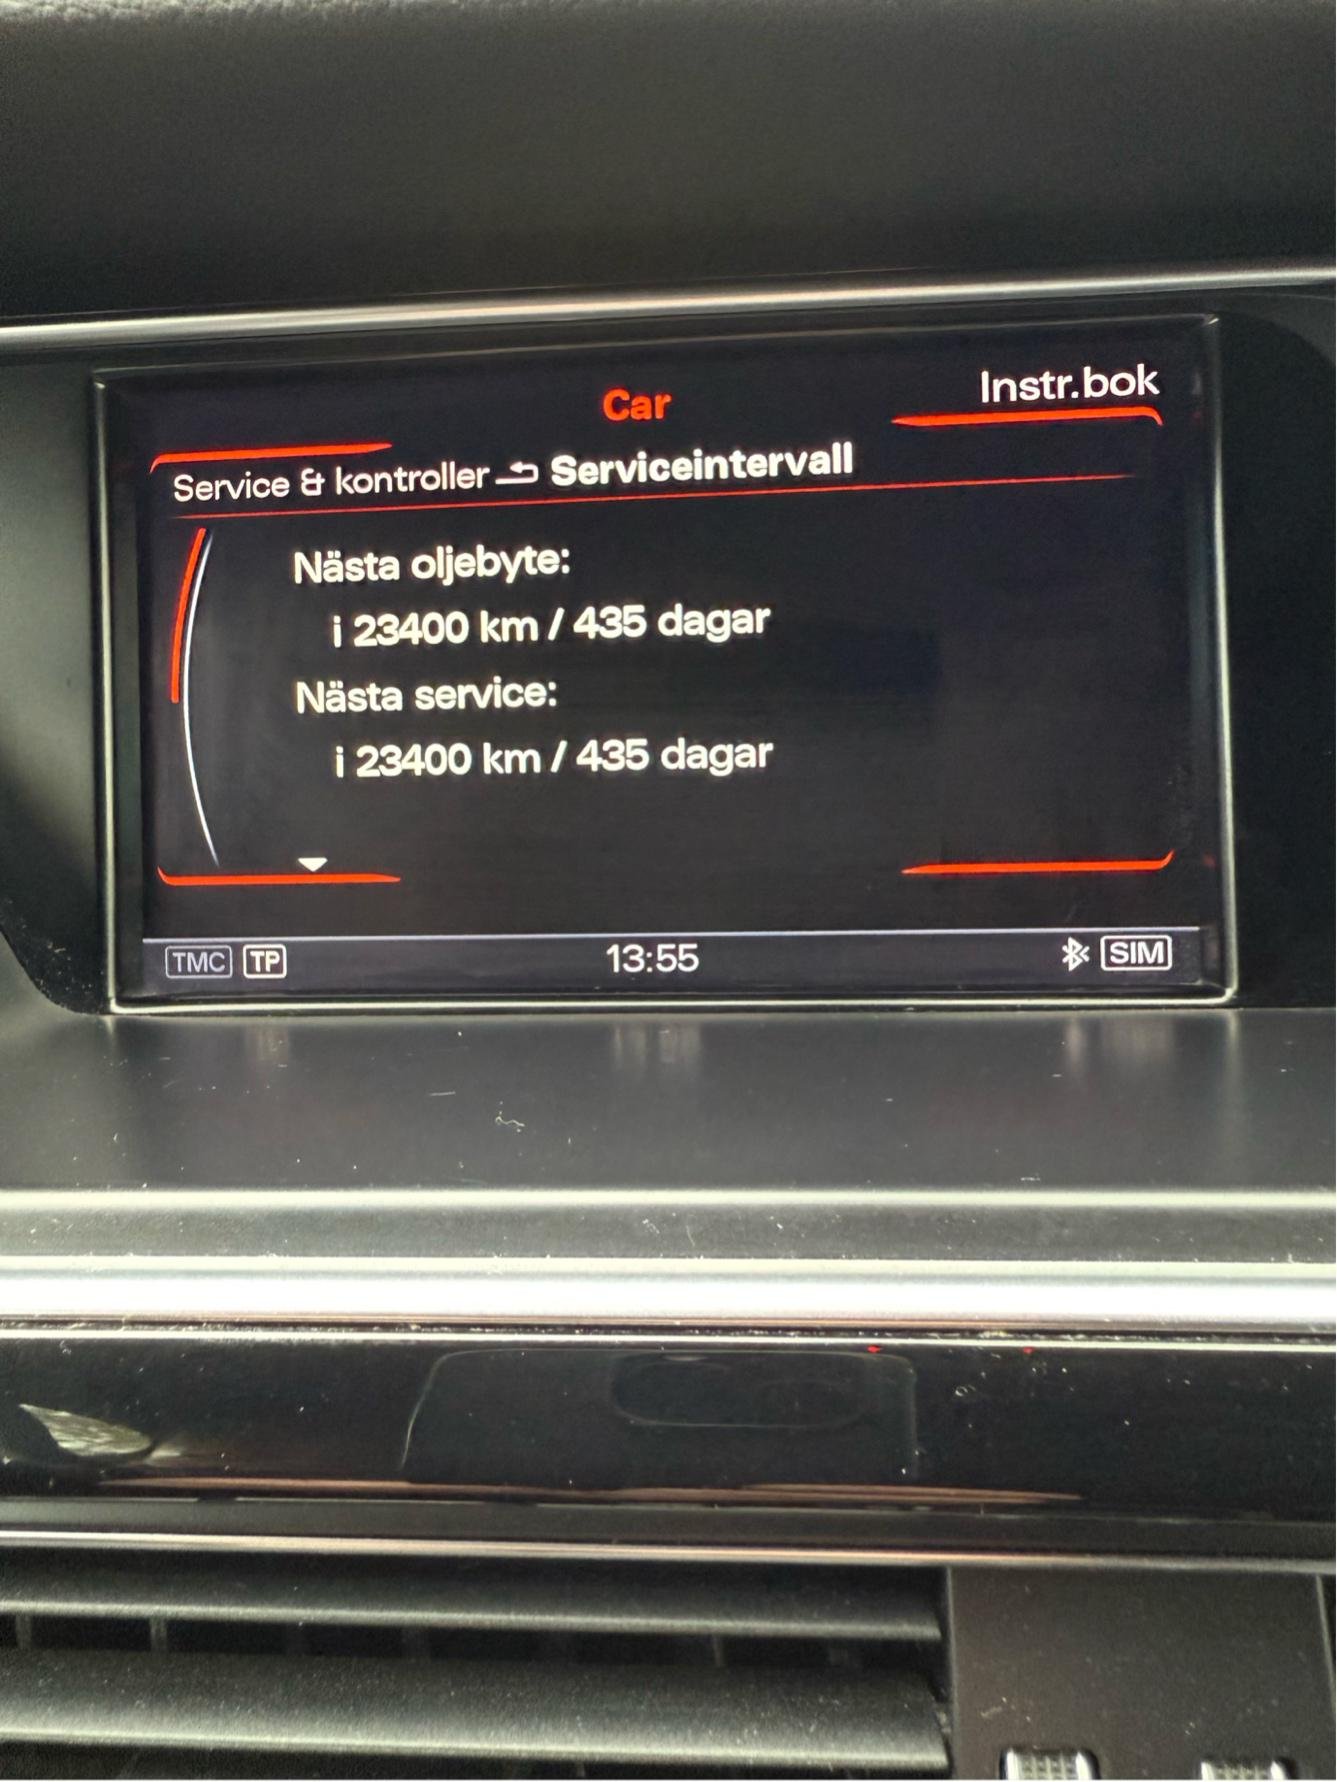 Car
Instr.bok
Service & kontroller Serviceintervall
Nästa oljebyte:
i 23400 km / 435 dagar
Nästa service:
i 23400 km / 435 dagar
TMC TP 13:55 SIM